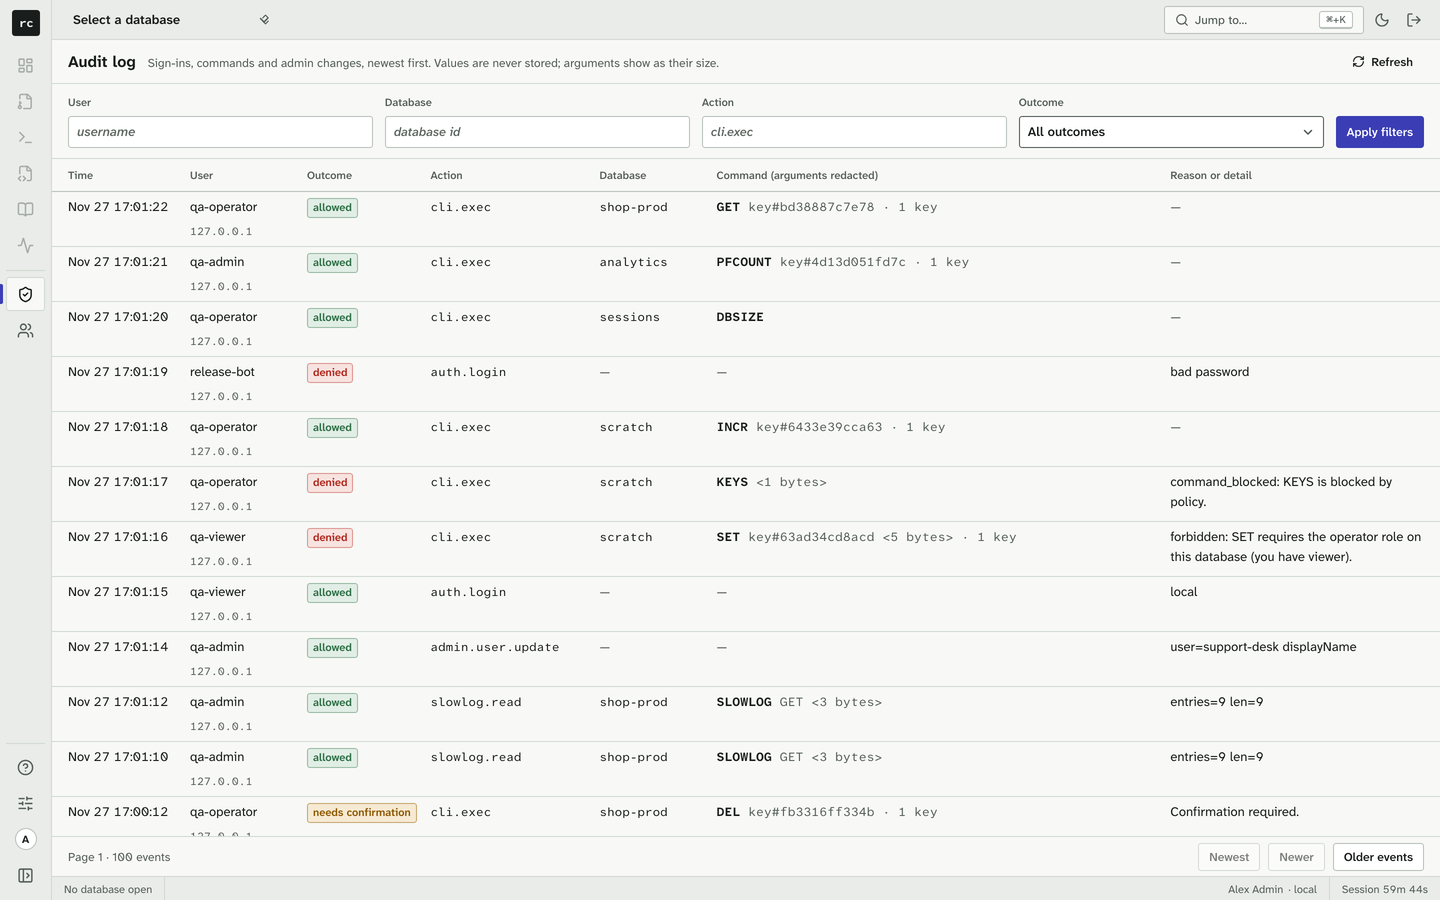 rc
Select a database
Jump to...
⌘+K
Audit log
Sign-ins, commands and admin changes, newest first. Values are never stored; arguments show as their size.
Refresh
User
Database
Action
Outcome
username
database id
cli.exec
All outcomes
Apply filters
Time User Outcome Action Database Command (arguments redacted) Reason or detail
Nov 27 17:01:22 qa-operator allowed cli.exec shop-prod GET key#bd38887c7e78 · 1 key —
127.0.0.1
Nov 27 17:01:21 qa-admin allowed cli.exec analytics PFCOUNT key#4d13d051fd7c · 1 key —
127.0.0.1
Nov 27 17:01:20 qa-operator allowed cli.exec sessions DBSIZE —
127.0.0.1
Nov 27 17:01:19 release-bot denied auth.login — — bad password
127.0.0.1
Nov 27 17:01:18 qa-operator allowed cli.exec scratch INCR key#6433e39cca63 · 1 key —
127.0.0.1
Nov 27 17:01:17 qa-operator denied cli.exec scratch KEYS <1 bytes> command_blocked: KEYS is blocked by
127.0.0.1 policy.
Nov 27 17:01:16 qa-viewer denied cli.exec scratch SET key#63ad34cd8acd <5 bytes> · 1 key forbidden: SET requires the operator role on
127.0.0.1 this database (you have viewer).
Nov 27 17:01:15 qa-viewer allowed auth.login — — local
127.0.0.1
Nov 27 17:01:14 qa-admin allowed admin.user.update — — user=support-desk displayName
127.0.0.1
Nov 27 17:01:12 qa-admin allowed slowlog.read shop-prod SLOWLOG GET <3 bytes> entries=9 len=9
127.0.0.1
Nov 27 17:01:10 qa-admin allowed slowlog.read shop-prod SLOWLOG GET <3 bytes> entries=9 len=9
127.0.0.1
Nov 27 17:00:12 qa-operator needs confirmation cli.exec shop-prod DEL key#fb3316ff334b · 1 key Confirmation required.
127.0.0.1
Page 1 · 100 events
Newest
Newer
Older events
A
No database open
Alex Admin · local
Session 59m 44s